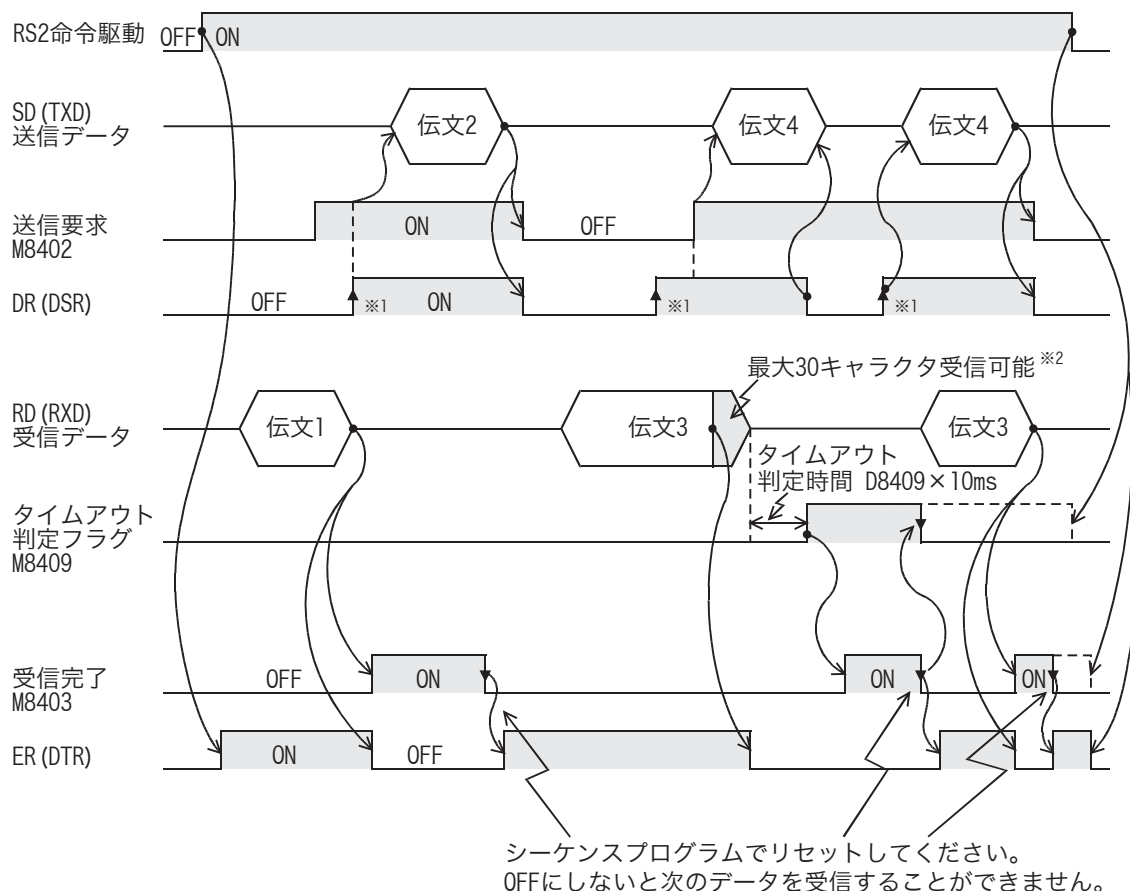 RS2命令駆動 OFF ON
SD (TXD)
送信データ
伝文2 伝文4 伝文4
送信要求
M8402
ON OFF
DR (DSR) OFF ※1 ON ※1 ※1
最大30キャラクタ受信可能※2
RD (RXD)
受信データ
伝文1 伝文3 伝文3
タイムアウト
判定時間 D8409×10ms
タイムアウト
判定フラグ
M8409
受信完了
M8403
OFF ON ON ON
ER (DTR) ON OFF
シーケンスプログラムでリセットしてください。
OFFにしないと次のデータを受信することができません。